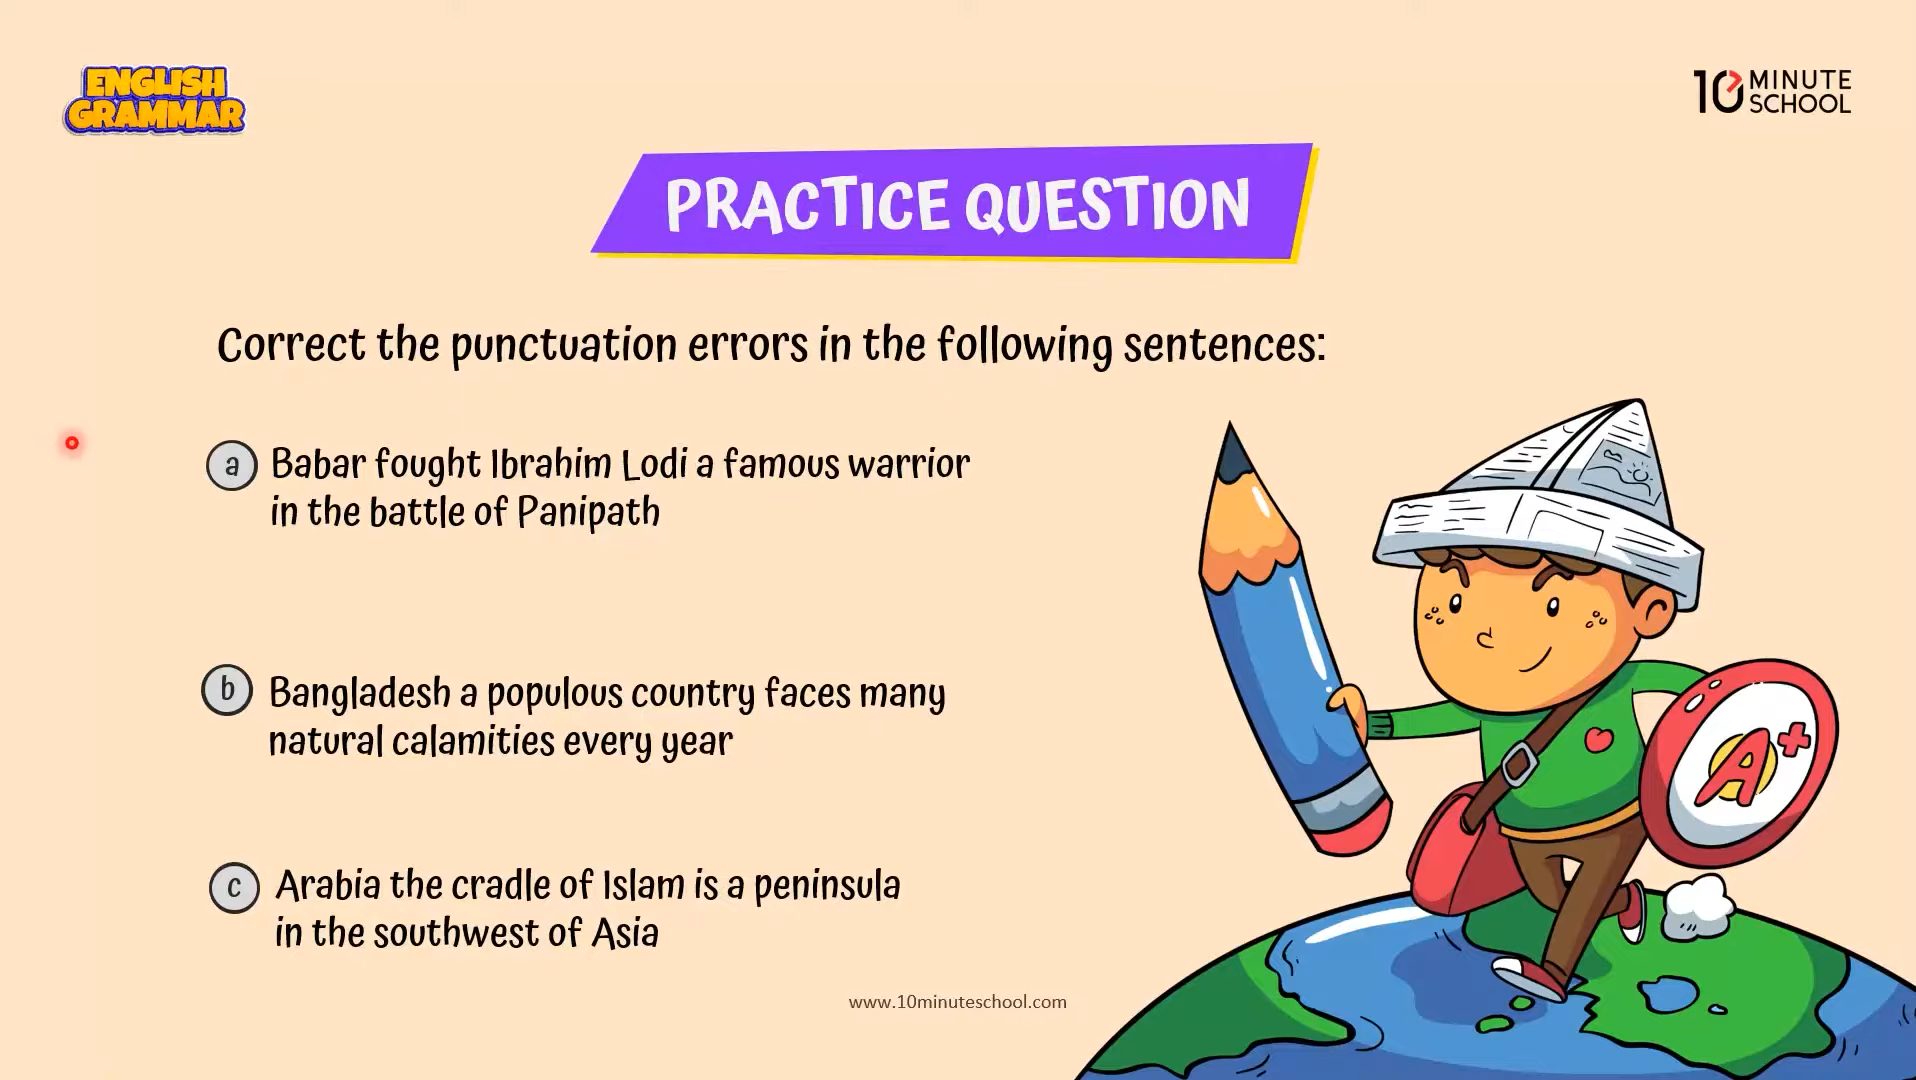 ENGLISH
GRAMMAR
10 MINUTE
SCHOOL
PRACTICE QUESTION
Correct the punctuation errors in the following sentences:
a Babar fought Ibrahim Lodi a famous warrior
in the battle of Panipath
b Bangladesh a populous country faces many
natural calamities every year
c Arabia the cradle of Islam is a peninsula
in the southwest of Asia
A+
www.10minuteschool.com